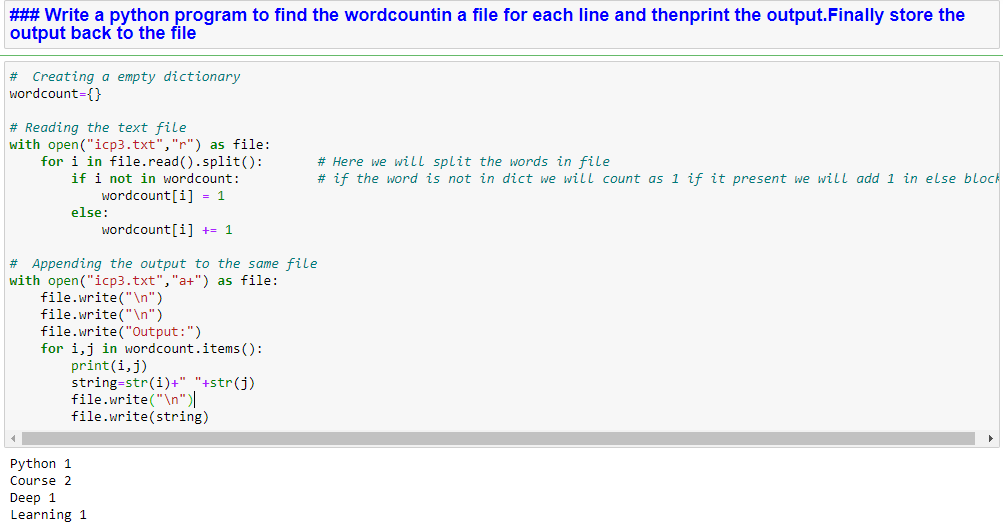 ### Write a python program to find the wordcountin a file for each line and thenprint the output.Finally store the
output back to the file
#  Creating a empty dictionary
wordcount={}
# Reading the text file
with open("icp3.txt","r") as file:
    for i in file.read().split():       # Here we will split the words in file
        if i not in wordcount:          # if the word is not in dict we will count as 1 if it present we will add 1 in else block
            wordcount[i] = 1
        else:
            wordcount[i] += 1
#  Appending the output to the same file
with open("icp3.txt","a+") as file:
    file.write("\n")
    file.write("\n")
    file.write("Output:")
    for i,j in wordcount.items():
        print(i,j)
        string=str(i)+" "+str(j)
        file.write("\n")
        file.write(string)
Python 1
Course 2
Deep 1
Learning 1